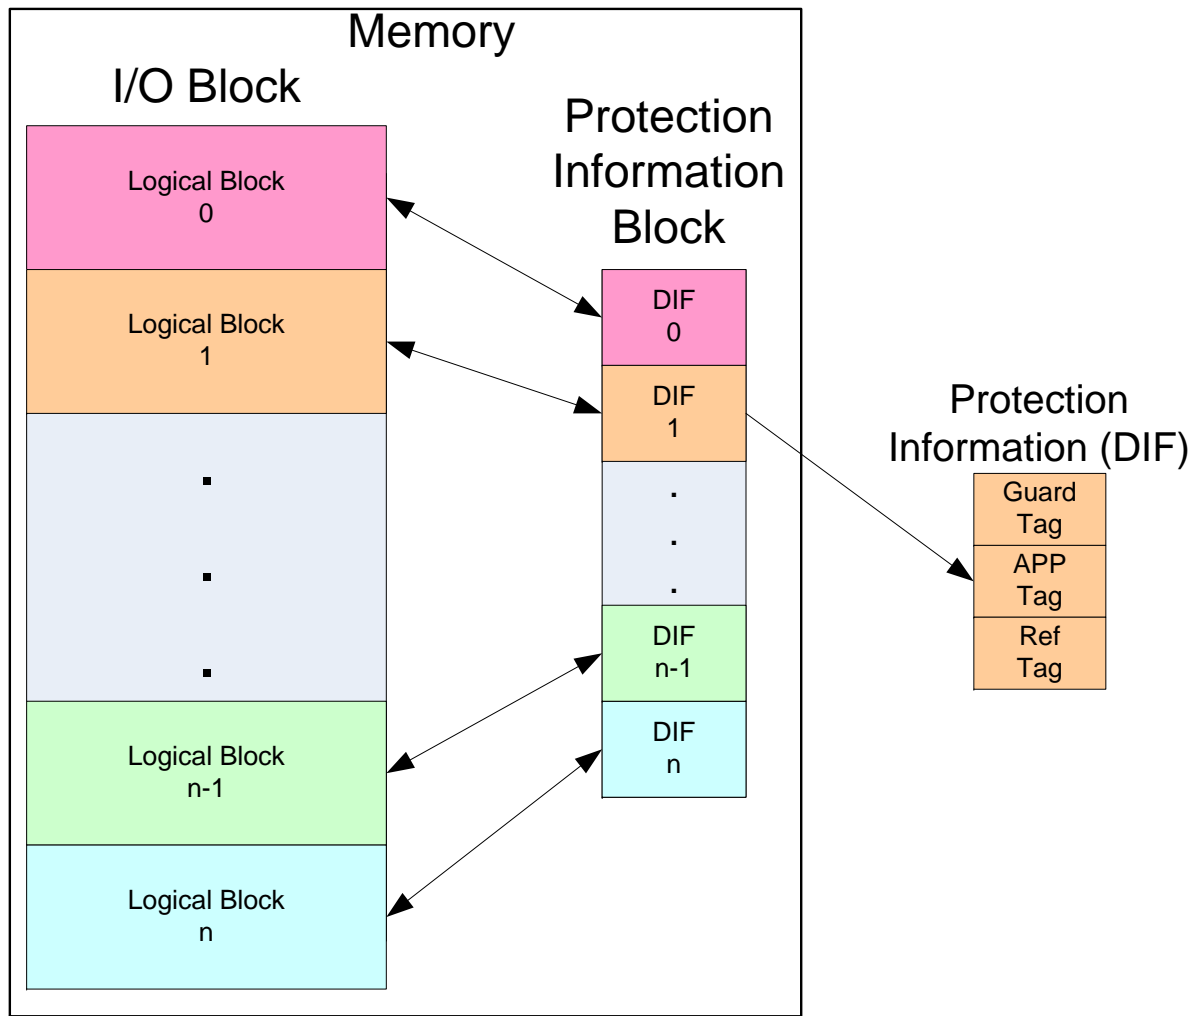 Memory
I/O Block
Protection
Information
Block
Logical Block
0
Logical Block
1
.
.
.
Logical Block
n-1
Logical Block
n
DIF
0
DIF
1
.
.
.
DIF
n-1
DIF
n
Protection
Information (DIF)
Guard
Tag
APP
Tag
Ref
Tag